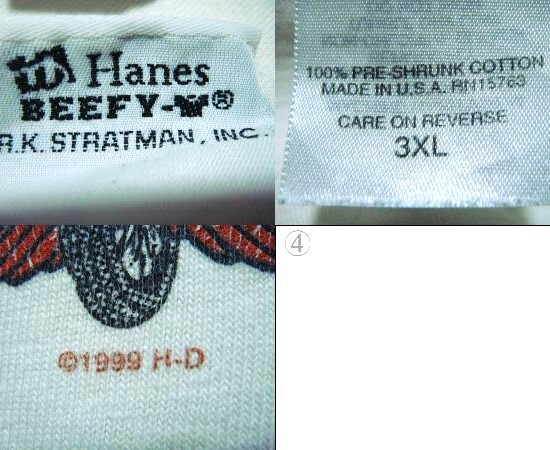 Hanes
BEEFY-T®
R.K. STRATMAN, INC.
100% PRE-SHRUNK COTTON
MADE IN U.S.A. RN15763
CARE ON REVERSE
3XL
©1999 H-D
④